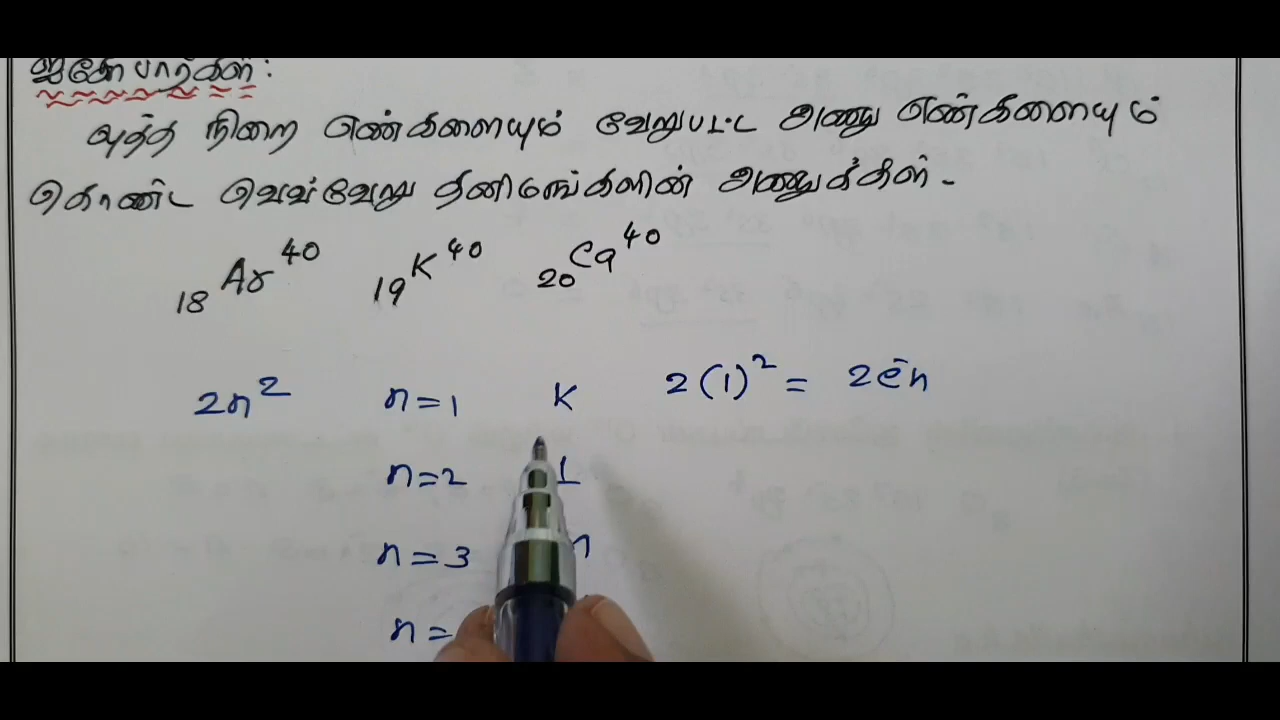 ஐசோபார்கள்:
ஒத்த நிறை எண்களையும் வேறுபட்ட அணு எண்களையும்
கொண்ட வெவ்வேறு தனிமங்களின் அணுக்கள்.
₁₈Ar⁴⁰ ₁₉K⁴⁰ ₂₀Ca⁴⁰
2n² n=1 K 2(1)² = 2e⁻n
n=2 L
n=3
n=